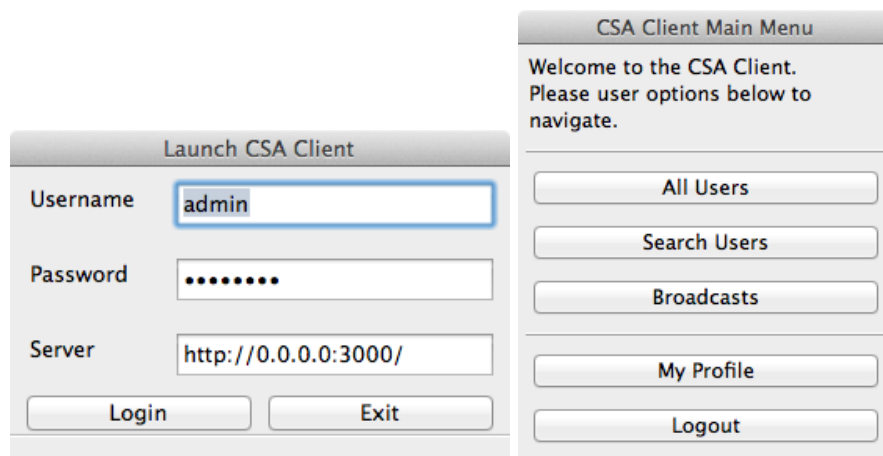 Launch CSA Client
Username
admin
Password
••••••••
Server
http://0.0.0.0:3000/
Login
Exit
CSA Client Main Menu
Welcome to the CSA Client.
Please user options below to
navigate.
All Users
Search Users
Broadcasts
My Profile
Logout